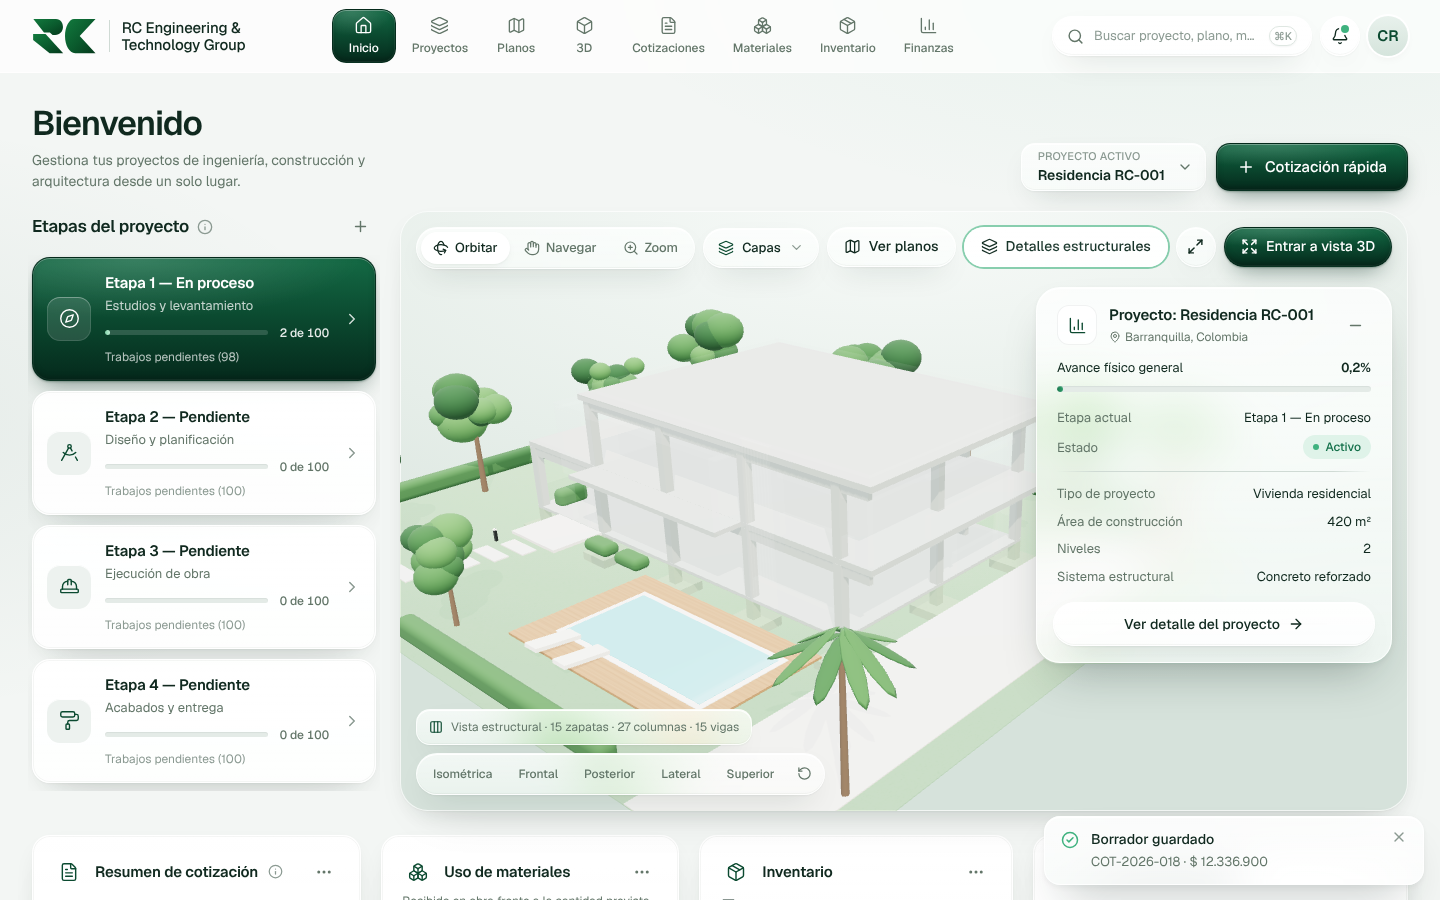 RC Engineering &
Technology Group
Inicio
Proyectos
Planos
3D
Cotizaciones
Materiales
Inventario
Finanzas
Buscar proyecto, plano, m...
⌘K
CR
Bienvenido
Gestiona tus proyectos de ingeniería, construcción y
arquitectura desde un solo lugar.
PROYECTO ACTIVO
Residencia RC-001
Cotización rápida
Etapas del proyecto
Etapa 1 — En proceso
Estudios y levantamiento
2 de 100
Trabajos pendientes (98)
Etapa 2 — Pendiente
Diseño y planificación
0 de 100
Trabajos pendientes (100)
Etapa 3 — Pendiente
Ejecución de obra
0 de 100
Trabajos pendientes (100)
Etapa 4 — Pendiente
Acabados y entrega
0 de 100
Trabajos pendientes (100)
Orbitar
Navegar
Zoom
Capas
Ver planos
Detalles estructurales
Entrar a vista 3D
Proyecto: Residencia RC-001
Barranquilla, Colombia
Avance físico general 0,2%
Etapa actual Etapa 1 — En proceso
Estado Activo
Tipo de proyecto Vivienda residencial
Área de construcción 420 m²
Niveles 2
Sistema estructural Concreto reforzado
Ver detalle del proyecto
Vista estructural · 15 zapatas · 27 columnas · 15 vigas
Isométrica
Frontal
Posterior
Lateral
Superior
Resumen de cotización
Uso de materiales
Inventario
Borrador guardado
COT-2026-018 · $ 12.336.900